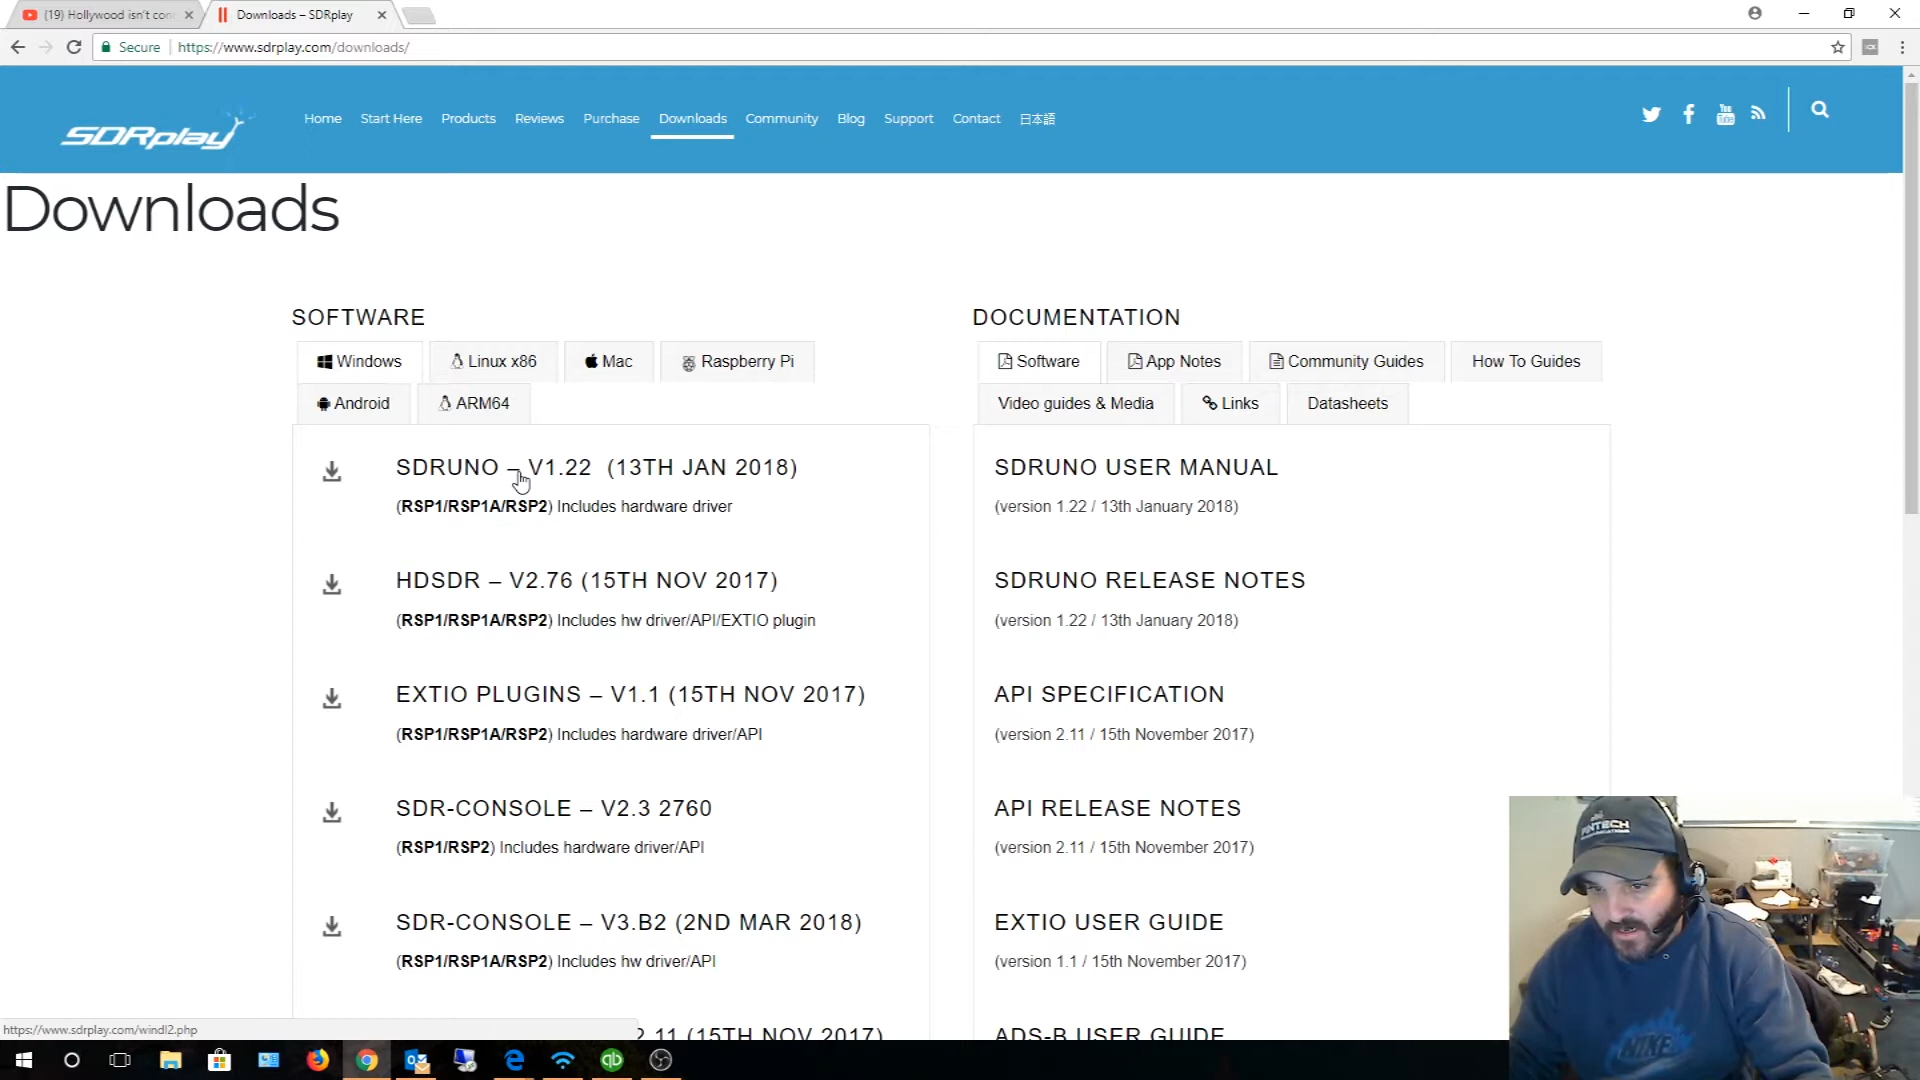 (19) Hollywood isn't con
Downloads – SDRplay
Secure
https://www.sdrplay.com/downloads/
SDRplay
Home
Start Here
Products
Reviews
Purchase
Downloads
Community
Blog
Support
Contact
日本語
Downloads
SOFTWARE
Windows
Linux x86
Mac
Raspberry Pi
Android
ARM64
SDRUNO – V1.22 (13TH JAN 2018)
(RSP1/RSP1A/RSP2) Includes hardware driver
HDSDR – V2.76 (15TH NOV 2017)
(RSP1/RSP1A/RSP2) Includes hw driver/API/EXTIO plugin
EXTIO PLUGINS – V1.1 (15TH NOV 2017)
(RSP1/RSP1A/RSP2) Includes hardware driver/API
SDR-CONSOLE – V2.3 2760
(RSP1/RSP2) Includes hardware driver/API
SDR-CONSOLE – V3.B2 (2ND MAR 2018)
(RSP1/RSP1A/RSP2) Includes hw driver/API
2.11 (15TH NOV 2017)
DOCUMENTATION
Software
App Notes
Community Guides
How To Guides
Video guides & Media
Links
Datasheets
SDRUNO USER MANUAL
(version 1.22 / 13th January 2018)
SDRUNO RELEASE NOTES
(version 1.22 / 13th January 2018)
API SPECIFICATION
(version 2.11 / 15th November 2017)
API RELEASE NOTES
(version 2.11 / 15th November 2017)
EXTIO USER GUIDE
(version 1.1 / 15th November 2017)
ADS-B USER GUIDE
https://www.sdrplay.com/windl2.php
NIKE